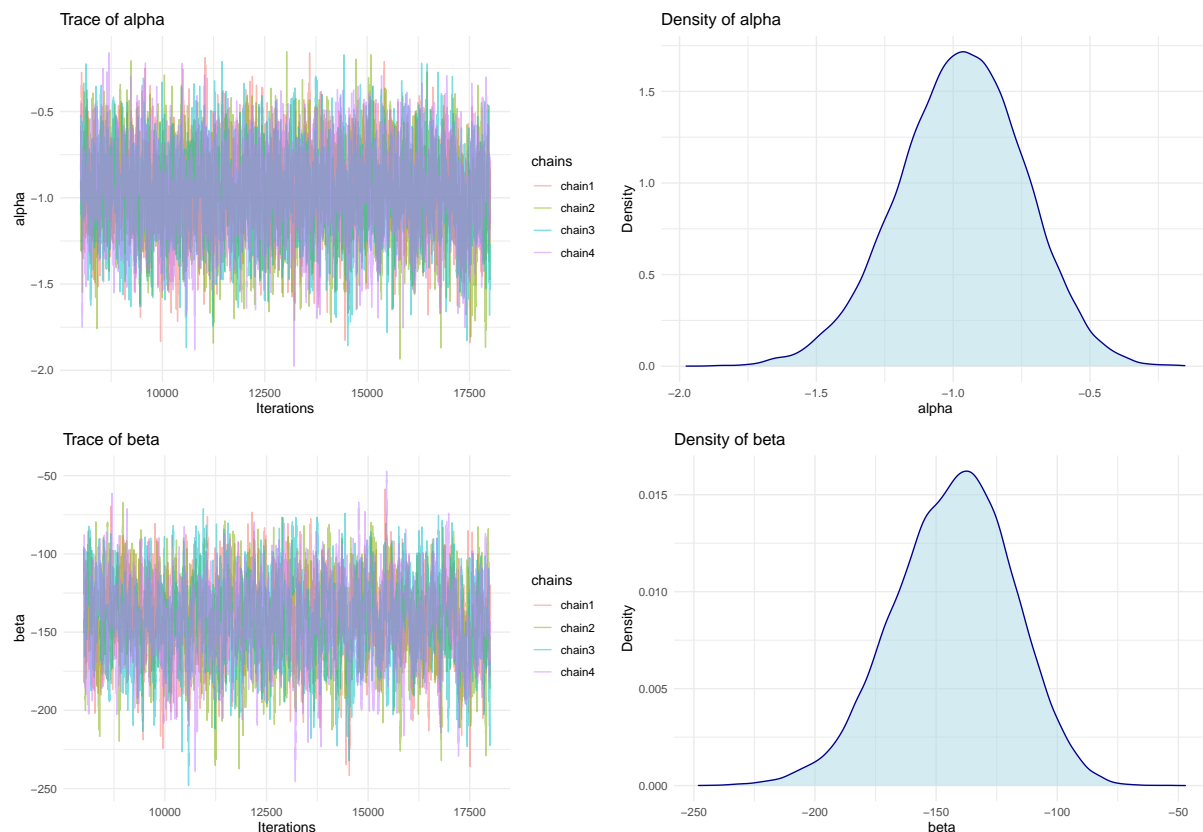 Trace of alpha
−0.5
−1.0
−1.5
−2.0
alpha
10000
12500
15000
17500
Iterations
chains
chain1
chain2
chain3
chain4
Density of alpha
1.5
1.0
0.5
0.0
Density
−2.0
−1.5
−1.0
−0.5
alpha
Trace of beta
−50
−100
−150
−200
−250
beta
10000
12500
15000
17500
Iterations
chains
chain1
chain2
chain3
chain4
Density of beta
0.015
0.010
0.005
0.000
Density
−250
−200
−150
−100
−50
beta